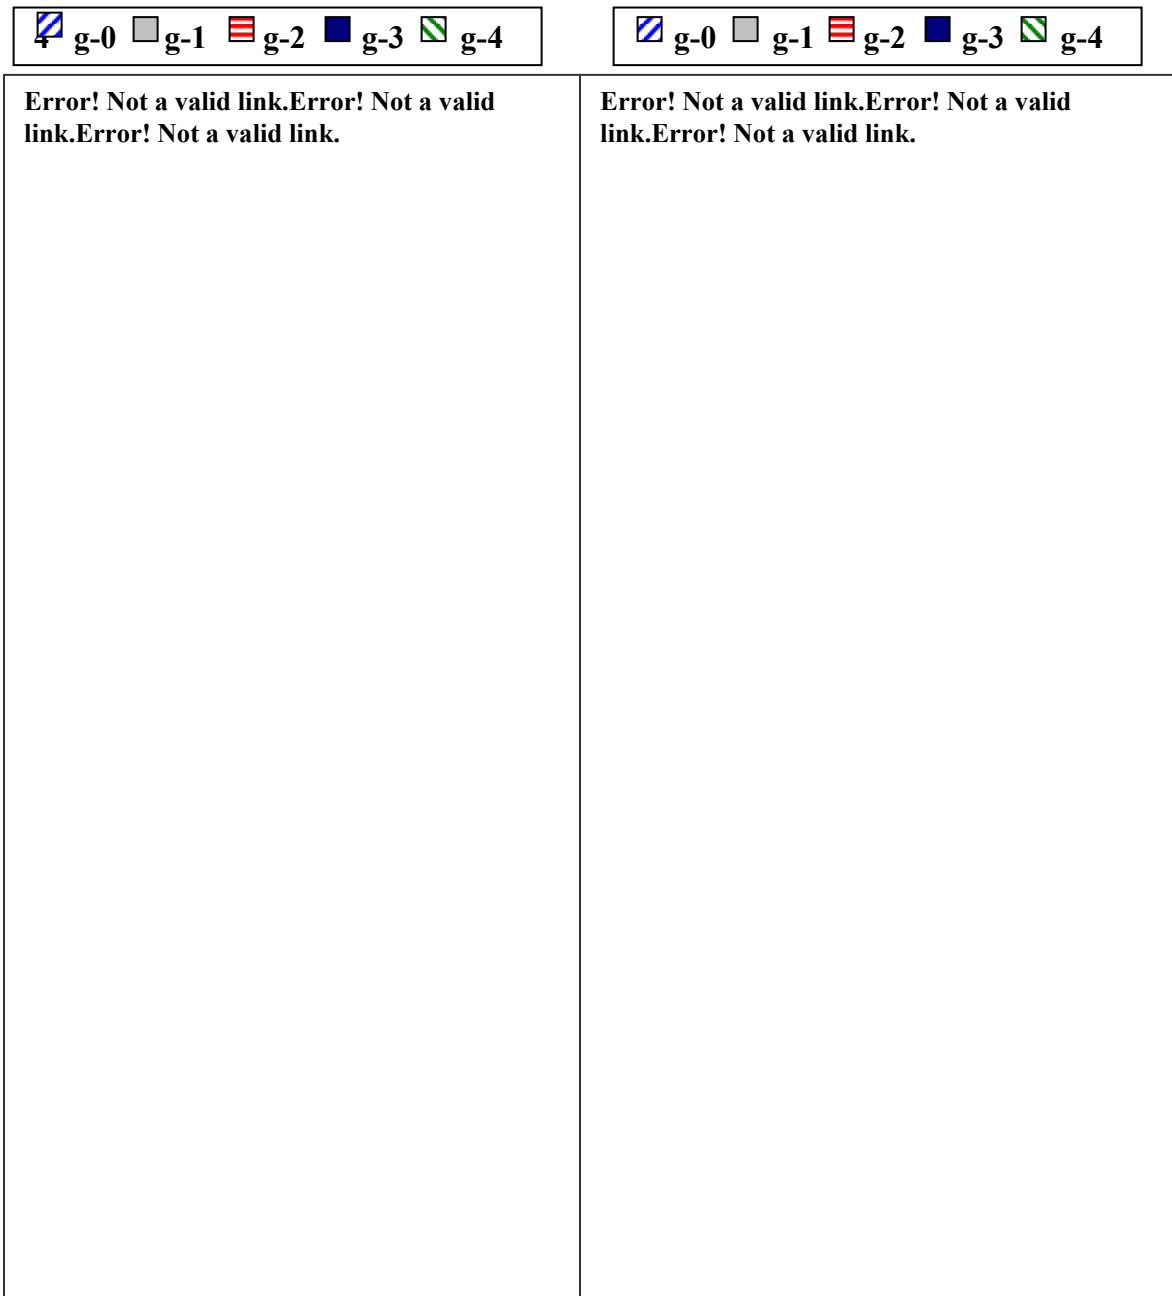 4 g-0 g-1 g-2 g-3 g-4
g-0 g-1 g-2 g-3 g-4
Error! Not a valid link.Error! Not a valid
link.Error! Not a valid link.
Error! Not a valid link.Error! Not a valid
link.Error! Not a valid link.